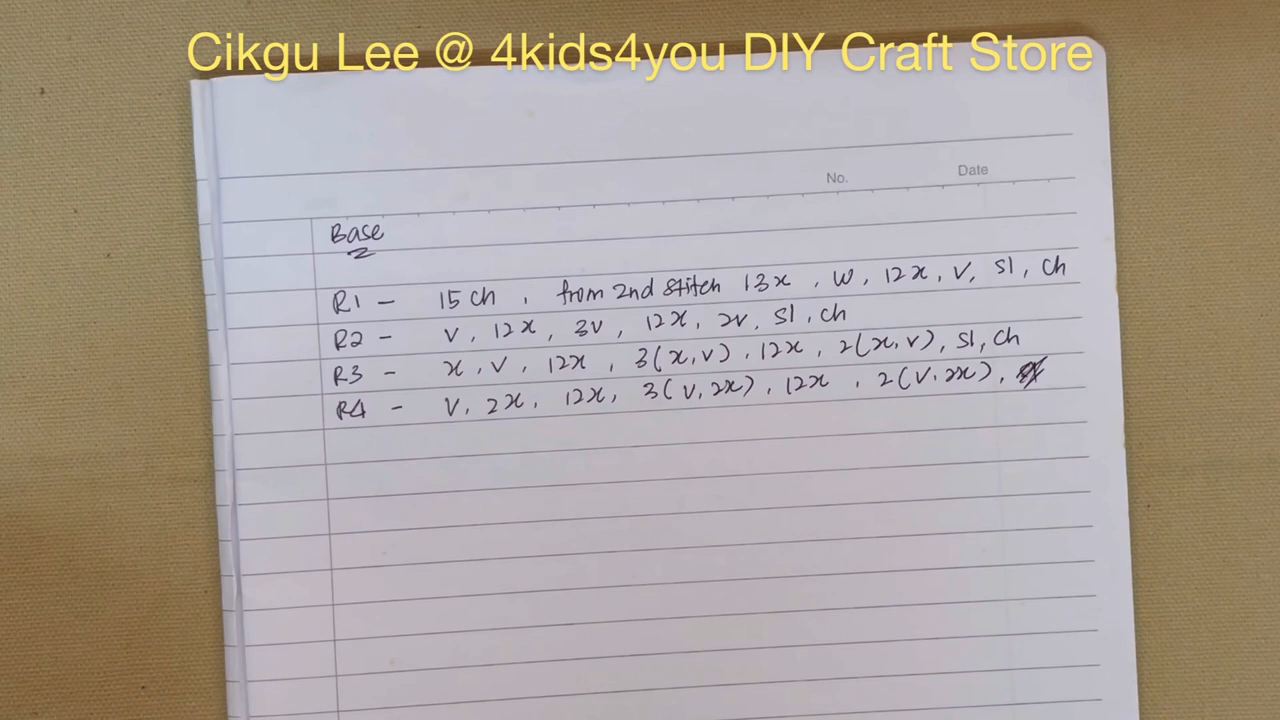 Cikgu Lee @ 4kids4you DIY Craft Store
No. Date
Base
R1 - 15 ch , from 2nd stitch 13x , W , 12x , V , sl , ch
R2 - V , 12x , 3V , 12x , 2V , sl , ch
R3 - x , V , 12x , 3(x,V) , 12x , 2(x,V) , sl , ch
R4 - V , 2x , 12x , 3(V,2x) , 12x , 2(V,2x) ,